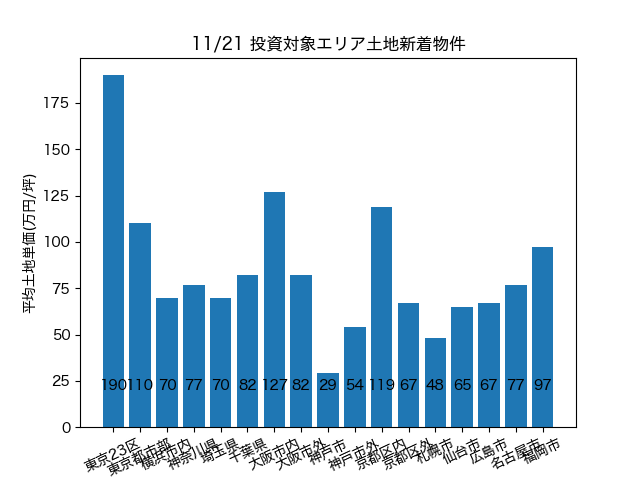 11/21 投資対象エリア土地新着物件
平均土地単価(万円/坪)
175
150
125
100
75
50
25
0
190 110 70 77 70 82 127 82 29 54 119 67 48 65 67 77 97
東京23区
東京都市部
横浜市内
神奈川県
埼玉県
千葉県
大阪市内
大阪市外
神戸市
神戸市外
京都区内
京都区外
札幌市
仙台市
広島市
名古屋市
福岡市